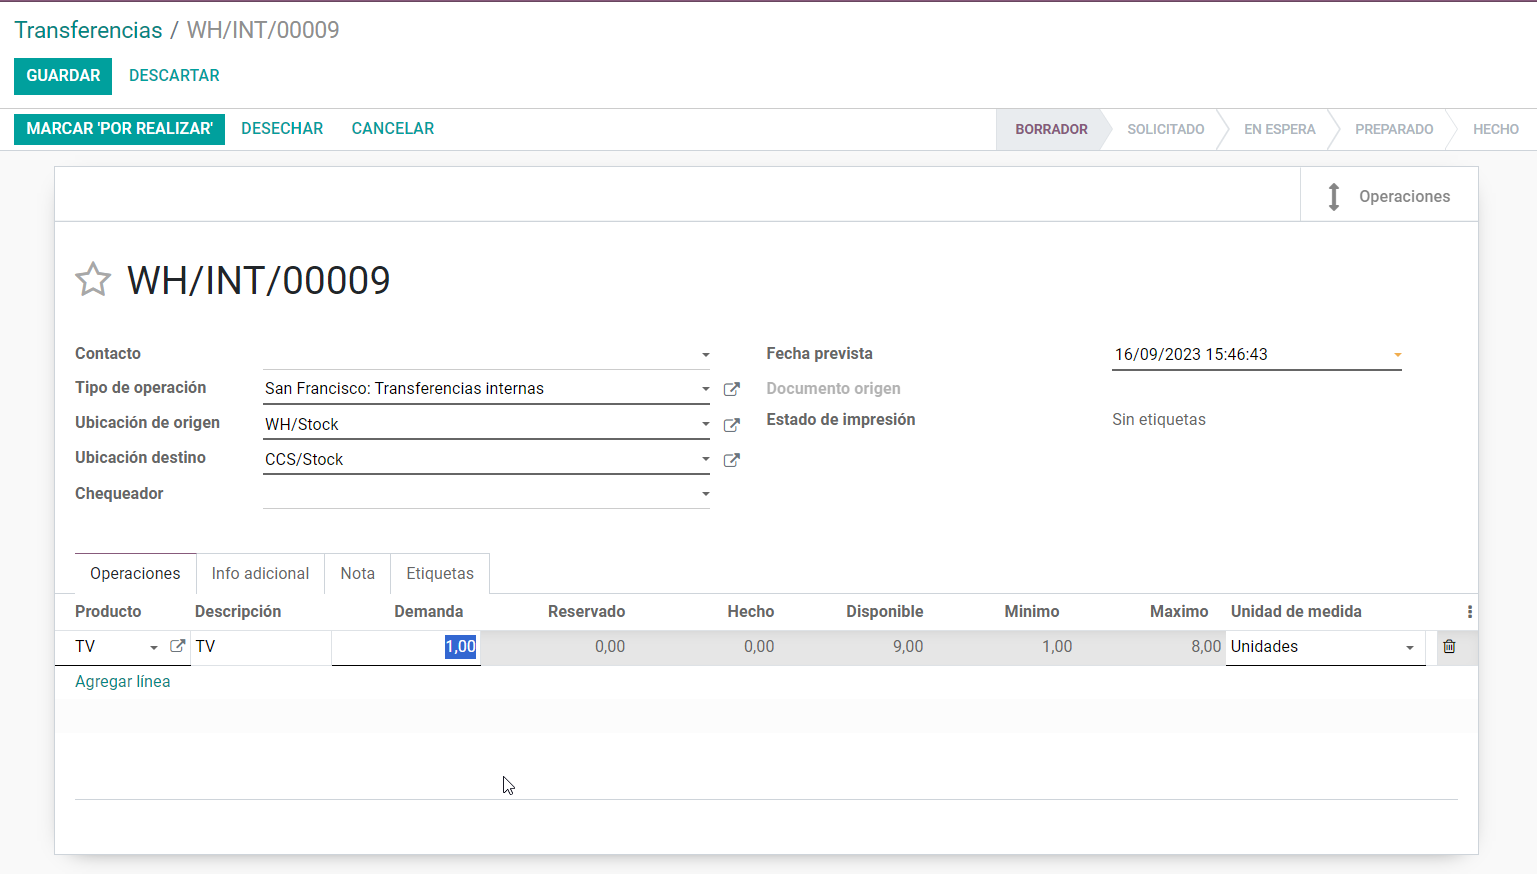 Transferencias / WH/INT/00009
GUARDAR DESCARTAR
MARCAR 'POR REALIZAR' DESECHAR CANCELAR BORRADOR SOLICITADO EN ESPERA PREPARADO HECHO
Operaciones
WH/INT/00009
Contacto
Tipo de operación San Francisco: Transferencias internas
Ubicación de origen WH/Stock
Ubicación destino CCS/Stock
Chequeador
Fecha prevista 16/09/2023 15:46:43
Documento origen
Estado de impresión Sin etiquetas
Operaciones Info adicional Nota Etiquetas
Producto Descripción Demanda Reservado Hecho Disponible Minimo Maximo Unidad de medida
TV TV 1,00 0,00 0,00 9,00 1,00 8,00 Unidades
Agregar línea